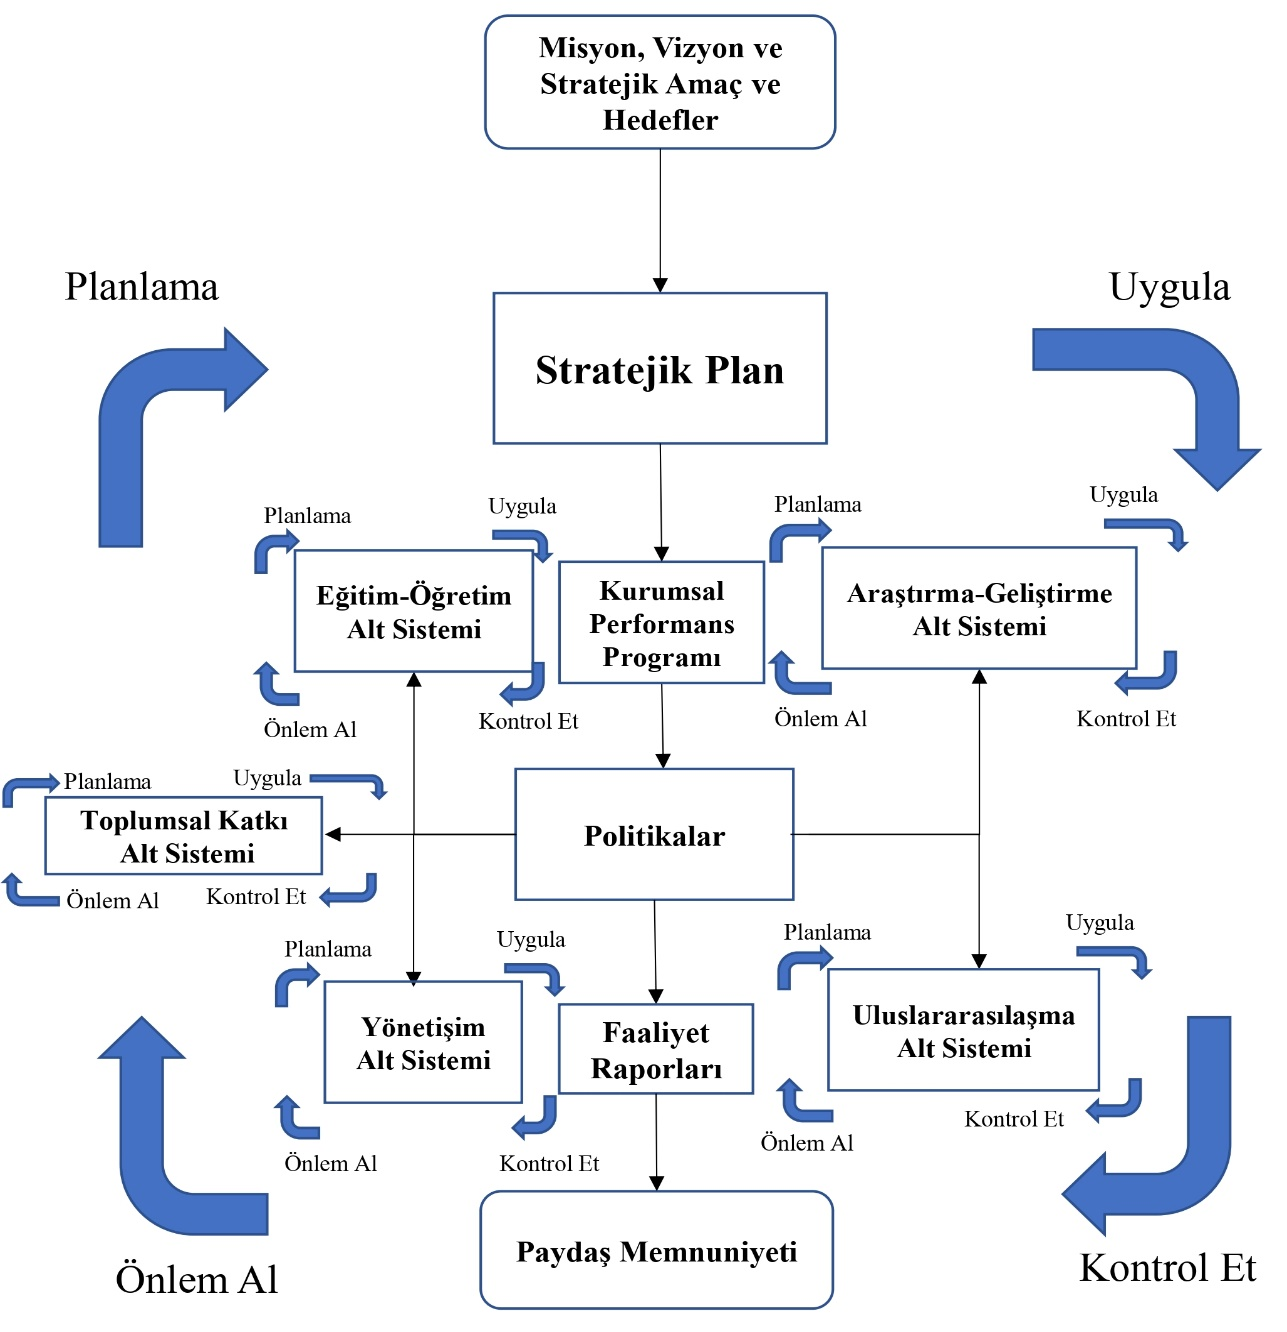 Misyon, Vizyon ve
Stratejik Amaç ve
Hedefler
Planlama
Uygula
Stratejik Plan
Planlama
Uygula
Eğitim-Öğretim
Alt Sistemi
Önlem Al
Kontrol Et
Kurumsal
Performans
Programı
Planlama
Uygula
Araştırma-Geliştirme
Alt Sistemi
Önlem Al
Kontrol Et
Planlama
Uygula
Toplumsal Katkı
Alt Sistemi
Önlem Al
Kontrol Et
Politikalar
Planlama
Uygula
Yönetişim
Alt Sistemi
Önlem Al
Kontrol Et
Faaliyet
Raporları
Planlama
Uygula
Uluslararasılaşma
Alt Sistemi
Önlem Al
Kontrol Et
Paydaş Memnuniyeti
Önlem Al
Kontrol Et